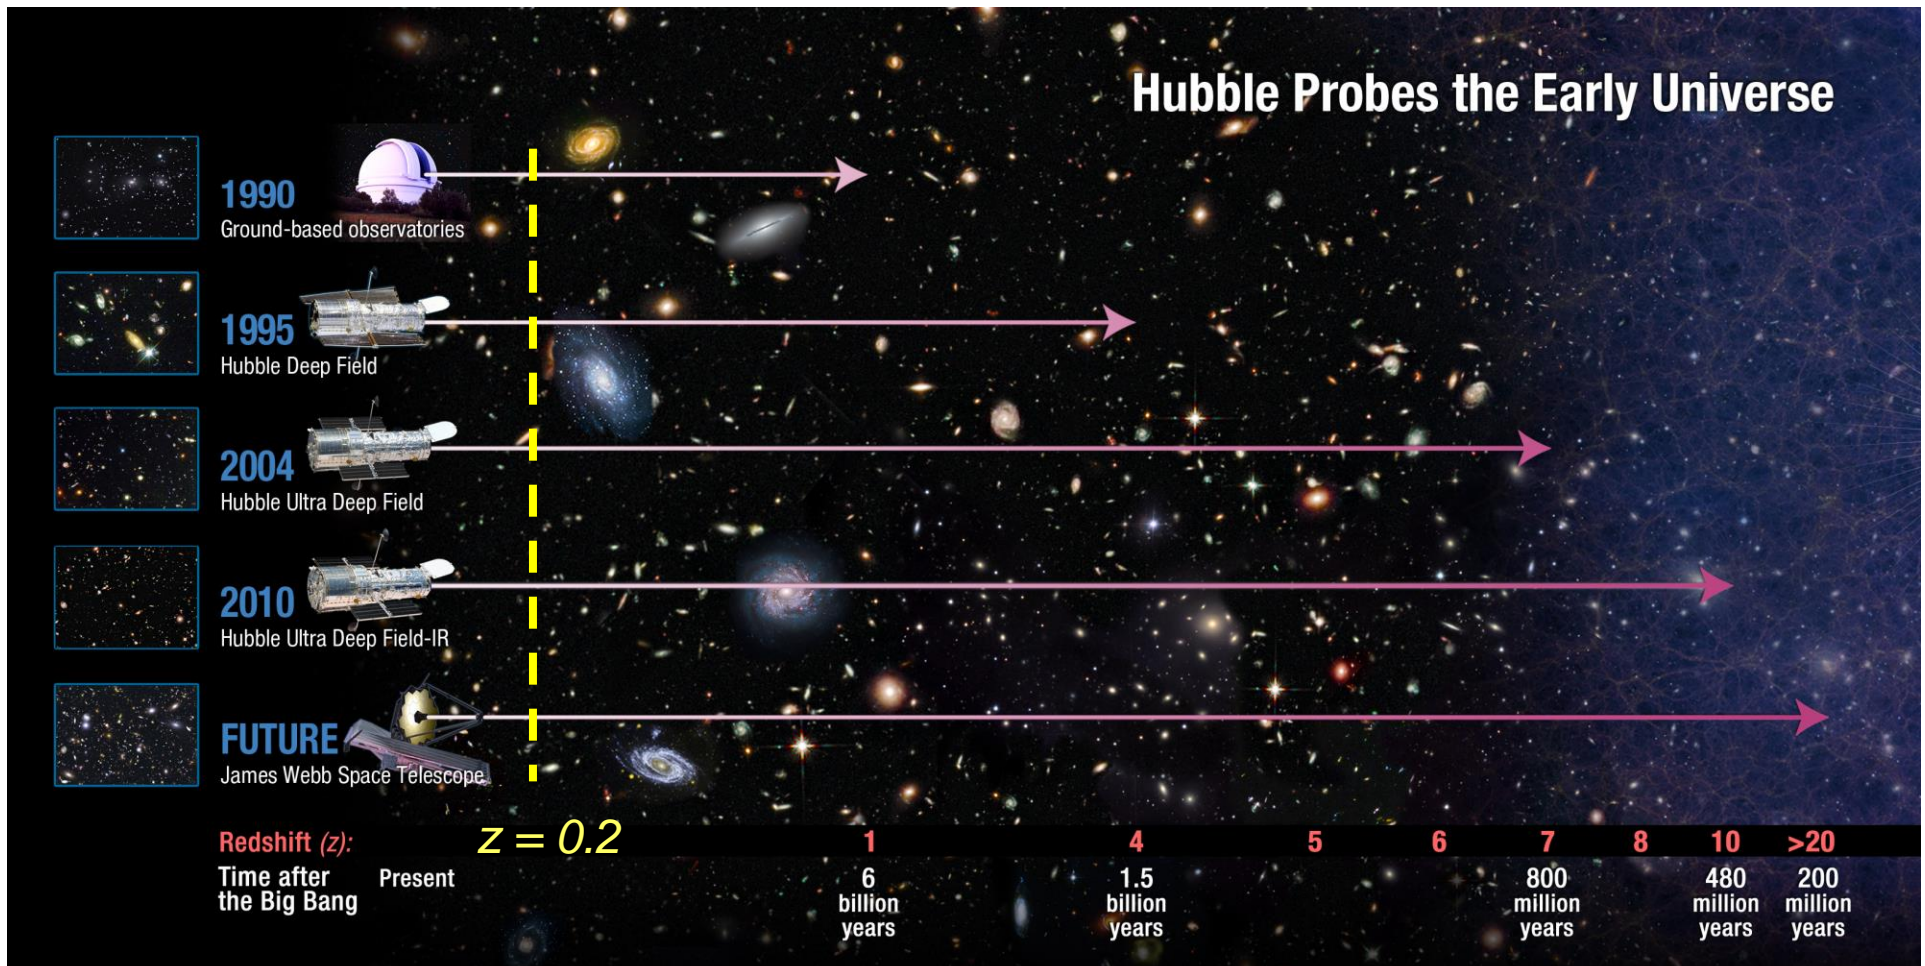 Hubble Probes the Early Universe
1990
Ground-based observatories
1995
Hubble Deep Field
2004
Hubble Ultra Deep Field
2010
Hubble Ultra Deep Field-IR
FUTURE
James Webb Space Telescope
Redshift (z): z = 0.2 1 4 5 6 7 8 10 >20
Time after
the Big Bang
Present
6
billion
years
1.5
billion
years
800
million
years
480
million
years
200
million
years